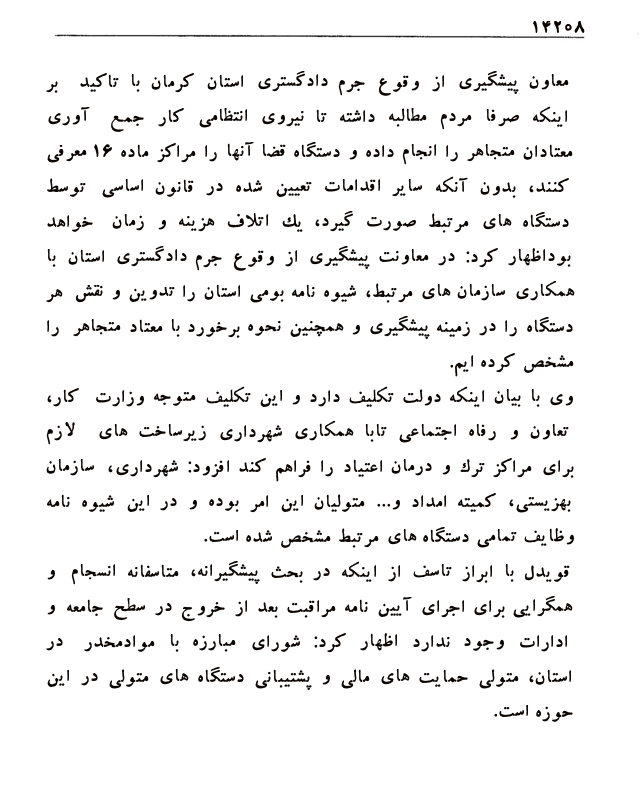 ۱۴۲۰۸
معاون پیشگیری از وقوع جرم دادگستری استان کرمان با تاکید بر
اینکه صرفا مردم مطالبه داشته تا نیروی انتظامی کار جمع آوری
معتادان متجاهر را انجام داده و دستگاه قضا آنها را مراکز ماده ۱۶ معرفی
کنند، بدون آنکه سایر اقدامات تعیین شده در قانون اساسی توسط
دستگاه های مرتبط صورت گیرد، یك اتلاف هزینه و زمان خواهد
بوداظهار کرد: در معاونت پیشگیری از وقوع جرم دادگستری استان با
همکاری سازمان های مرتبط، شیوه نامه بومی استان را تدوین و نقش هر
دستگاه را در زمینه پیشگیری و همچنین نحوه برخورد با معتاد متجاهر را
مشخص کرده ایم.
وی با بیان اینکه دولت تکلیف دارد و این تکلیف متوجه وزارت کار،
تعاون و رفاه اجتماعی تابا همکاری شهرداری زیرساخت های لازم
برای مراکز ترك و درمان اعتیاد را فراهم کند افزود: شهرداری، سازمان
بهزیستی، کمیته امداد و... متولیان این امر بوده و در این شیوه نامه
وظایف تمامی دستگاه های مرتبط مشخص شده است.
قویدل با ابراز تاسف از اینکه در بحث پیشگیرانه، متاسفانه انسجام و
همگرایی برای اجرای آیین نامه مراقبت بعد از خروج در سطح جامعه و
ادارات وجود ندارد اظهار کرد: شورای مبارزه با موادمخدر در
استان، متولی حمایت های مالی و پشتیبانی دستگاه های متولی در این
حوزه است.